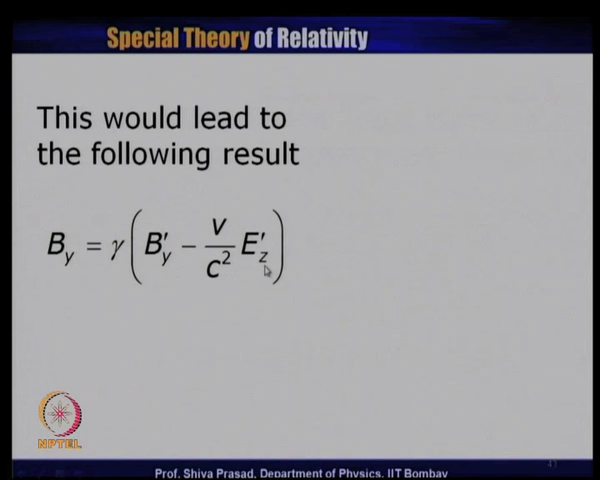 Special Theory of Relativity
This would lead to
the following result
B_y = γ ( B′_y − v/c² E′_z )
NPTEL
Prof. Shiva Prasad, Department of Physics, IIT Bombay